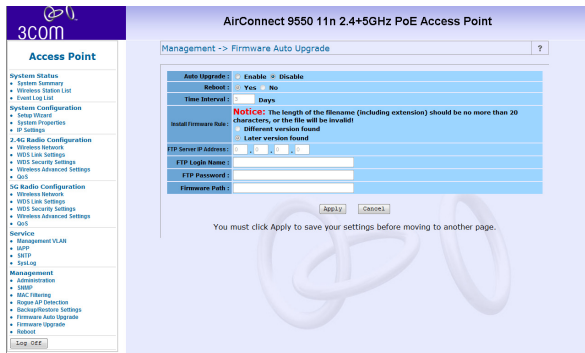 3COM
AirConnect 9550 11n 2.4+5GHz PoE Access Point
Access Point
System Status
System Summary
Wireless Station List
Event Log List
System Configuration
Setup Wizard
System Properties
IP Settings
2.4G Radio Configuration
Wireless Network
WDS Link Settings
WDS Security Settings
Wireless Advanced Settings
QoS
5G Radio Configuration
Wireless Network
WDS Link Settings
WDS Security Settings
Wireless Advanced Settings
QoS
Service
Management VLAN
IAPP
SNTP
SysLog
Management
Administration
SNMP
MAC Filtering
Rogue AP Detection
Backup/Restore Settings
Firmware Auto Upgrade
Firmware Upgrade
Reboot
Log Off
Management -> Firmware Auto Upgrade ?
Auto Upgrade : Enable Disable
Reboot : Yes No
Time Interval : Days
Install Firmware Rule : Notice: The length of the filename (including extension) should be no more than 20
characters, or the file will be invalid!
Different version found
Later version found
FTP Server IP Address : 0 . 0 . 0 . 0
FTP Login Name :
FTP Password :
Firmware Path :
Apply Cancel
You must click Apply to save your settings before moving to another page.